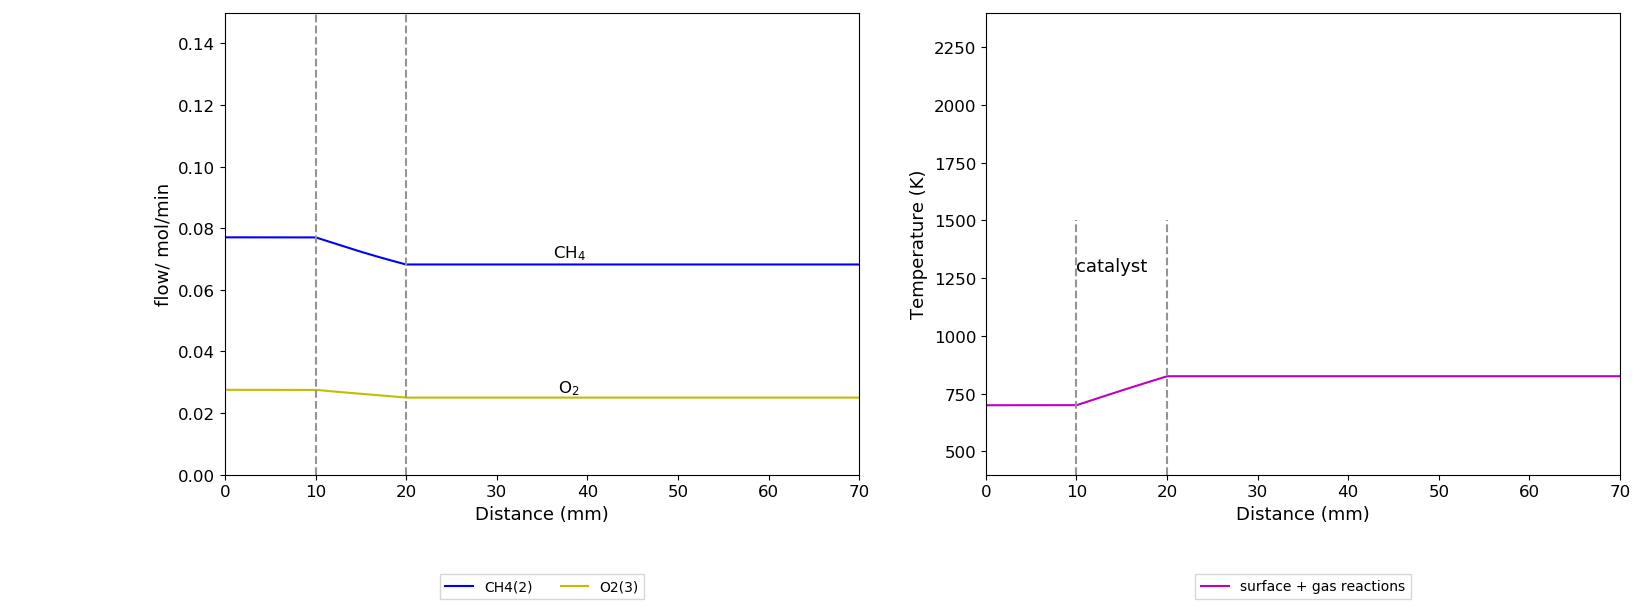 0.14
0.12
0.10
0.08
0.06
0.04
0.02
0.00
flow/ mol/min
CH₄
O₂
0 10 20 30 40 50 60 70
Distance (mm)
CH4(2) O2(3)
2250
2000
1750
1500
1250
1000
750
500
Temperature (K)
catalyst
0 10 20 30 40 50 60 70
Distance (mm)
surface + gas reactions